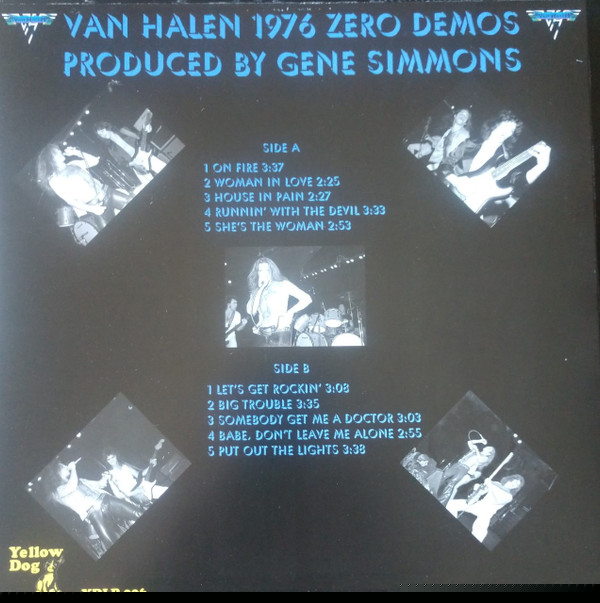 VAN HALEN 1976 ZERO DEMOS
PRODUCED BY GENE SIMMONS
SIDE A
1 ON FIRE 3:37
2 WOMAN IN LOVE 2:25
3 HOUSE IN PAIN 2:27
4 RUNNIN' WITH THE DEVIL 3:33
5 SHE'S THE WOMAN 2:53
SIDE B
1 LET'S GET ROCKIN' 3:08
2 BIG TROUBLE 3:35
3 SOMEBODY GET ME A DOCTOR 3:03
4 BABE, DON'T LEAVE ME ALONE 2:55
5 PUT OUT THE LIGHTS 3:38
Yellow
Dog